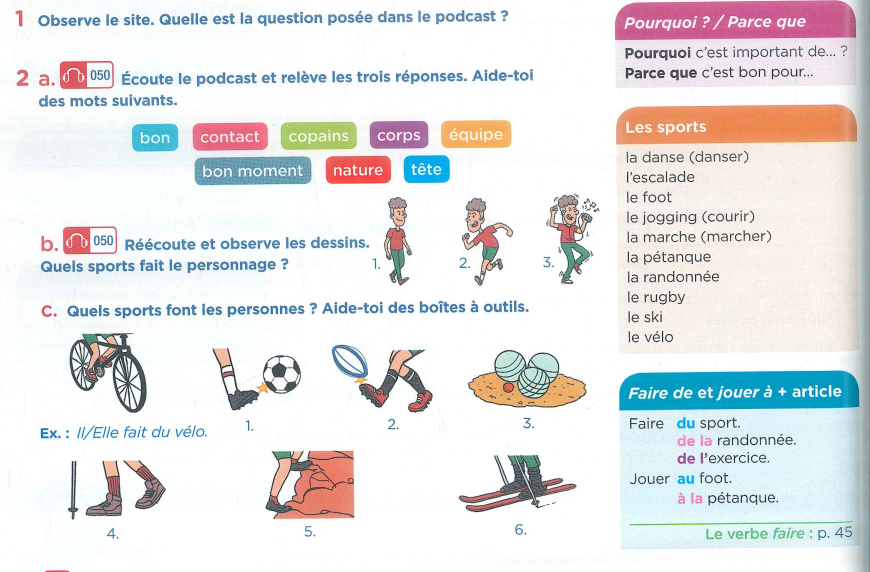 1 Observe le site. Quelle est la question posée dans le podcast ?
2 a. 050 Écoute le podcast et relève les trois réponses. Aide-toi
des mots suivants.
bon contact copains corps équipe
bon moment nature tête
b. 050 Réécoute et observe les dessins.
Quels sports fait le personnage ?
1. 2. 3.
c. Quels sports font les personnes ? Aide-toi des boîtes à outils.
Ex. : Il/Elle fait du vélo.
1. 2. 3.
4. 5. 6.
Pourquoi ? / Parce que
Pourquoi c'est important de... ?
Parce que c'est bon pour...
Les sports
la danse (danser)
l'escalade
le foot
le jogging (courir)
la marche (marcher)
la pétanque
la randonnée
le rugby
le ski
le vélo
Faire de et jouer à + article
Faire du sport.
de la randonnée.
de l'exercice.
Jouer au foot.
à la pétanque.
Le verbe faire : p. 45